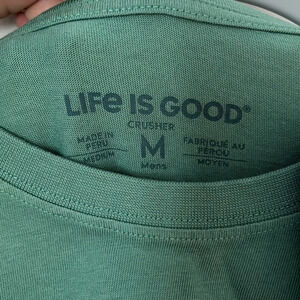 LIFE IS GOOD®
CRUSHER
MADE IN
PERU
MEDIUM
M
Mens
FABRIQUÉ AU
PÉROU
MOYEN